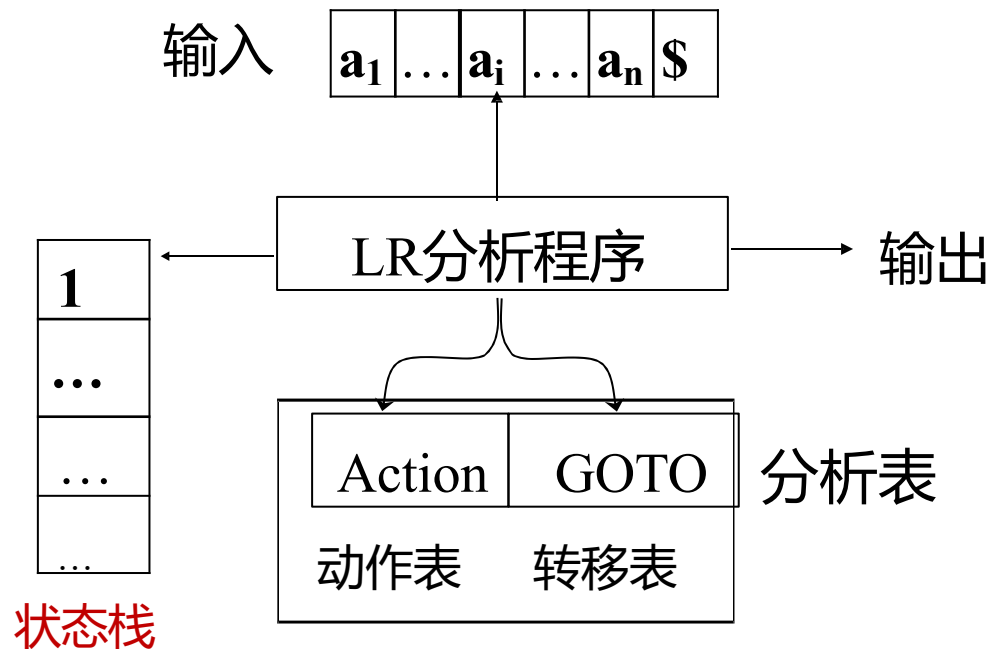 输入
a1 … ai … an $
LR分析程序
输出
1
…
…
…
状态栈
Action GOTO
分析表
动作表 转移表